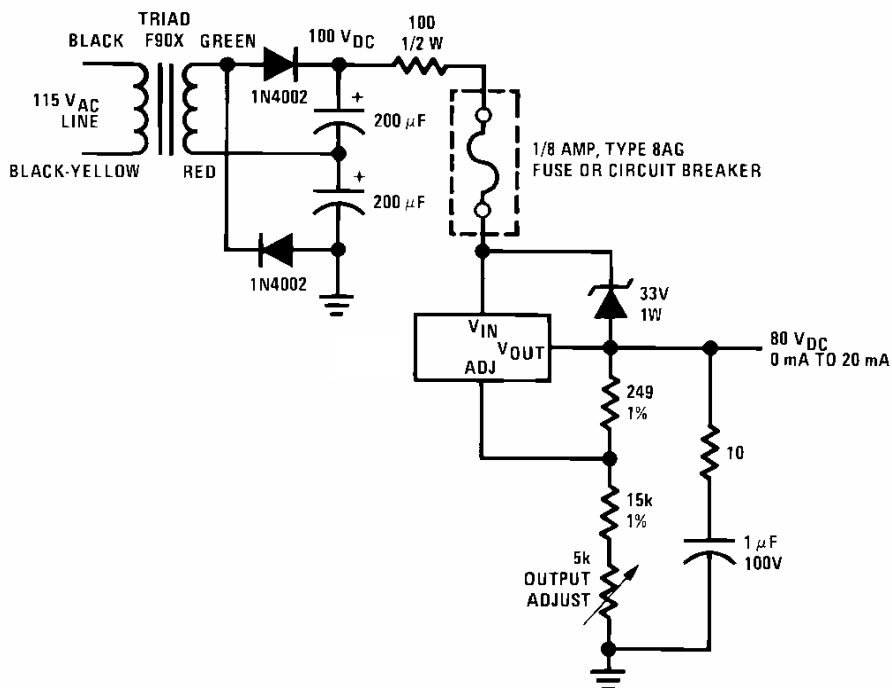 TRIAD
F90X
BLACK
GREEN
115 VAC
LINE
BLACK-YELLOW
RED
1N4002
1N4002
100 VDC
+
200 µF
+
200 µF
100
1/2 W
1/8 AMP, TYPE 8AG
FUSE OR CIRCUIT BREAKER
33V
1W
VIN
VOUT
ADJ
80 VDC
0 mA TO 20 mA
249
1%
15k
1%
5k
OUTPUT
ADJUST
10
1 µF
100V